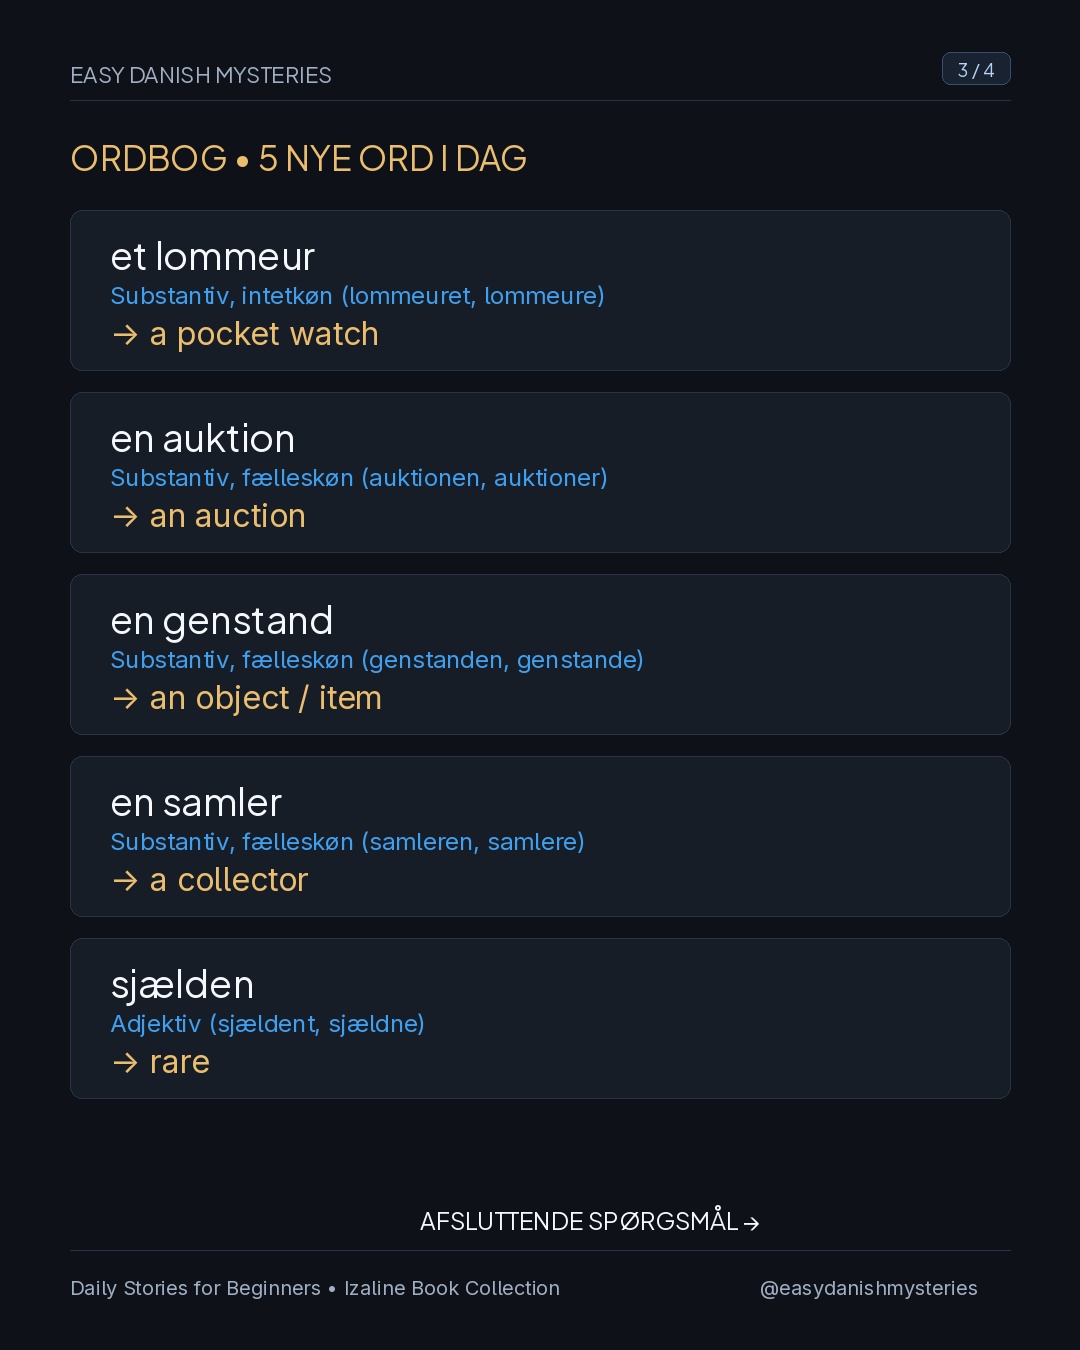 EASY DANISH MYSTERIES
3 / 4
ORDBOG • 5 NYE ORD I DAG
et lommeur
Substantiv, intetkøn (lommeuret, lommeure)
→ a pocket watch
en auktion
Substantiv, fælleskøn (auktionen, auktioner)
→ an auction
en genstand
Substantiv, fælleskøn (genstanden, genstande)
→ an object / item
en samler
Substantiv, fælleskøn (samleren, samlere)
→ a collector
sjælden
Adjektiv (sjældent, sjældne)
→ rare
AFSLUTTENDE SPØRGSMÅL →
Daily Stories for Beginners • Izaline Book Collection
@easydanishmysteries